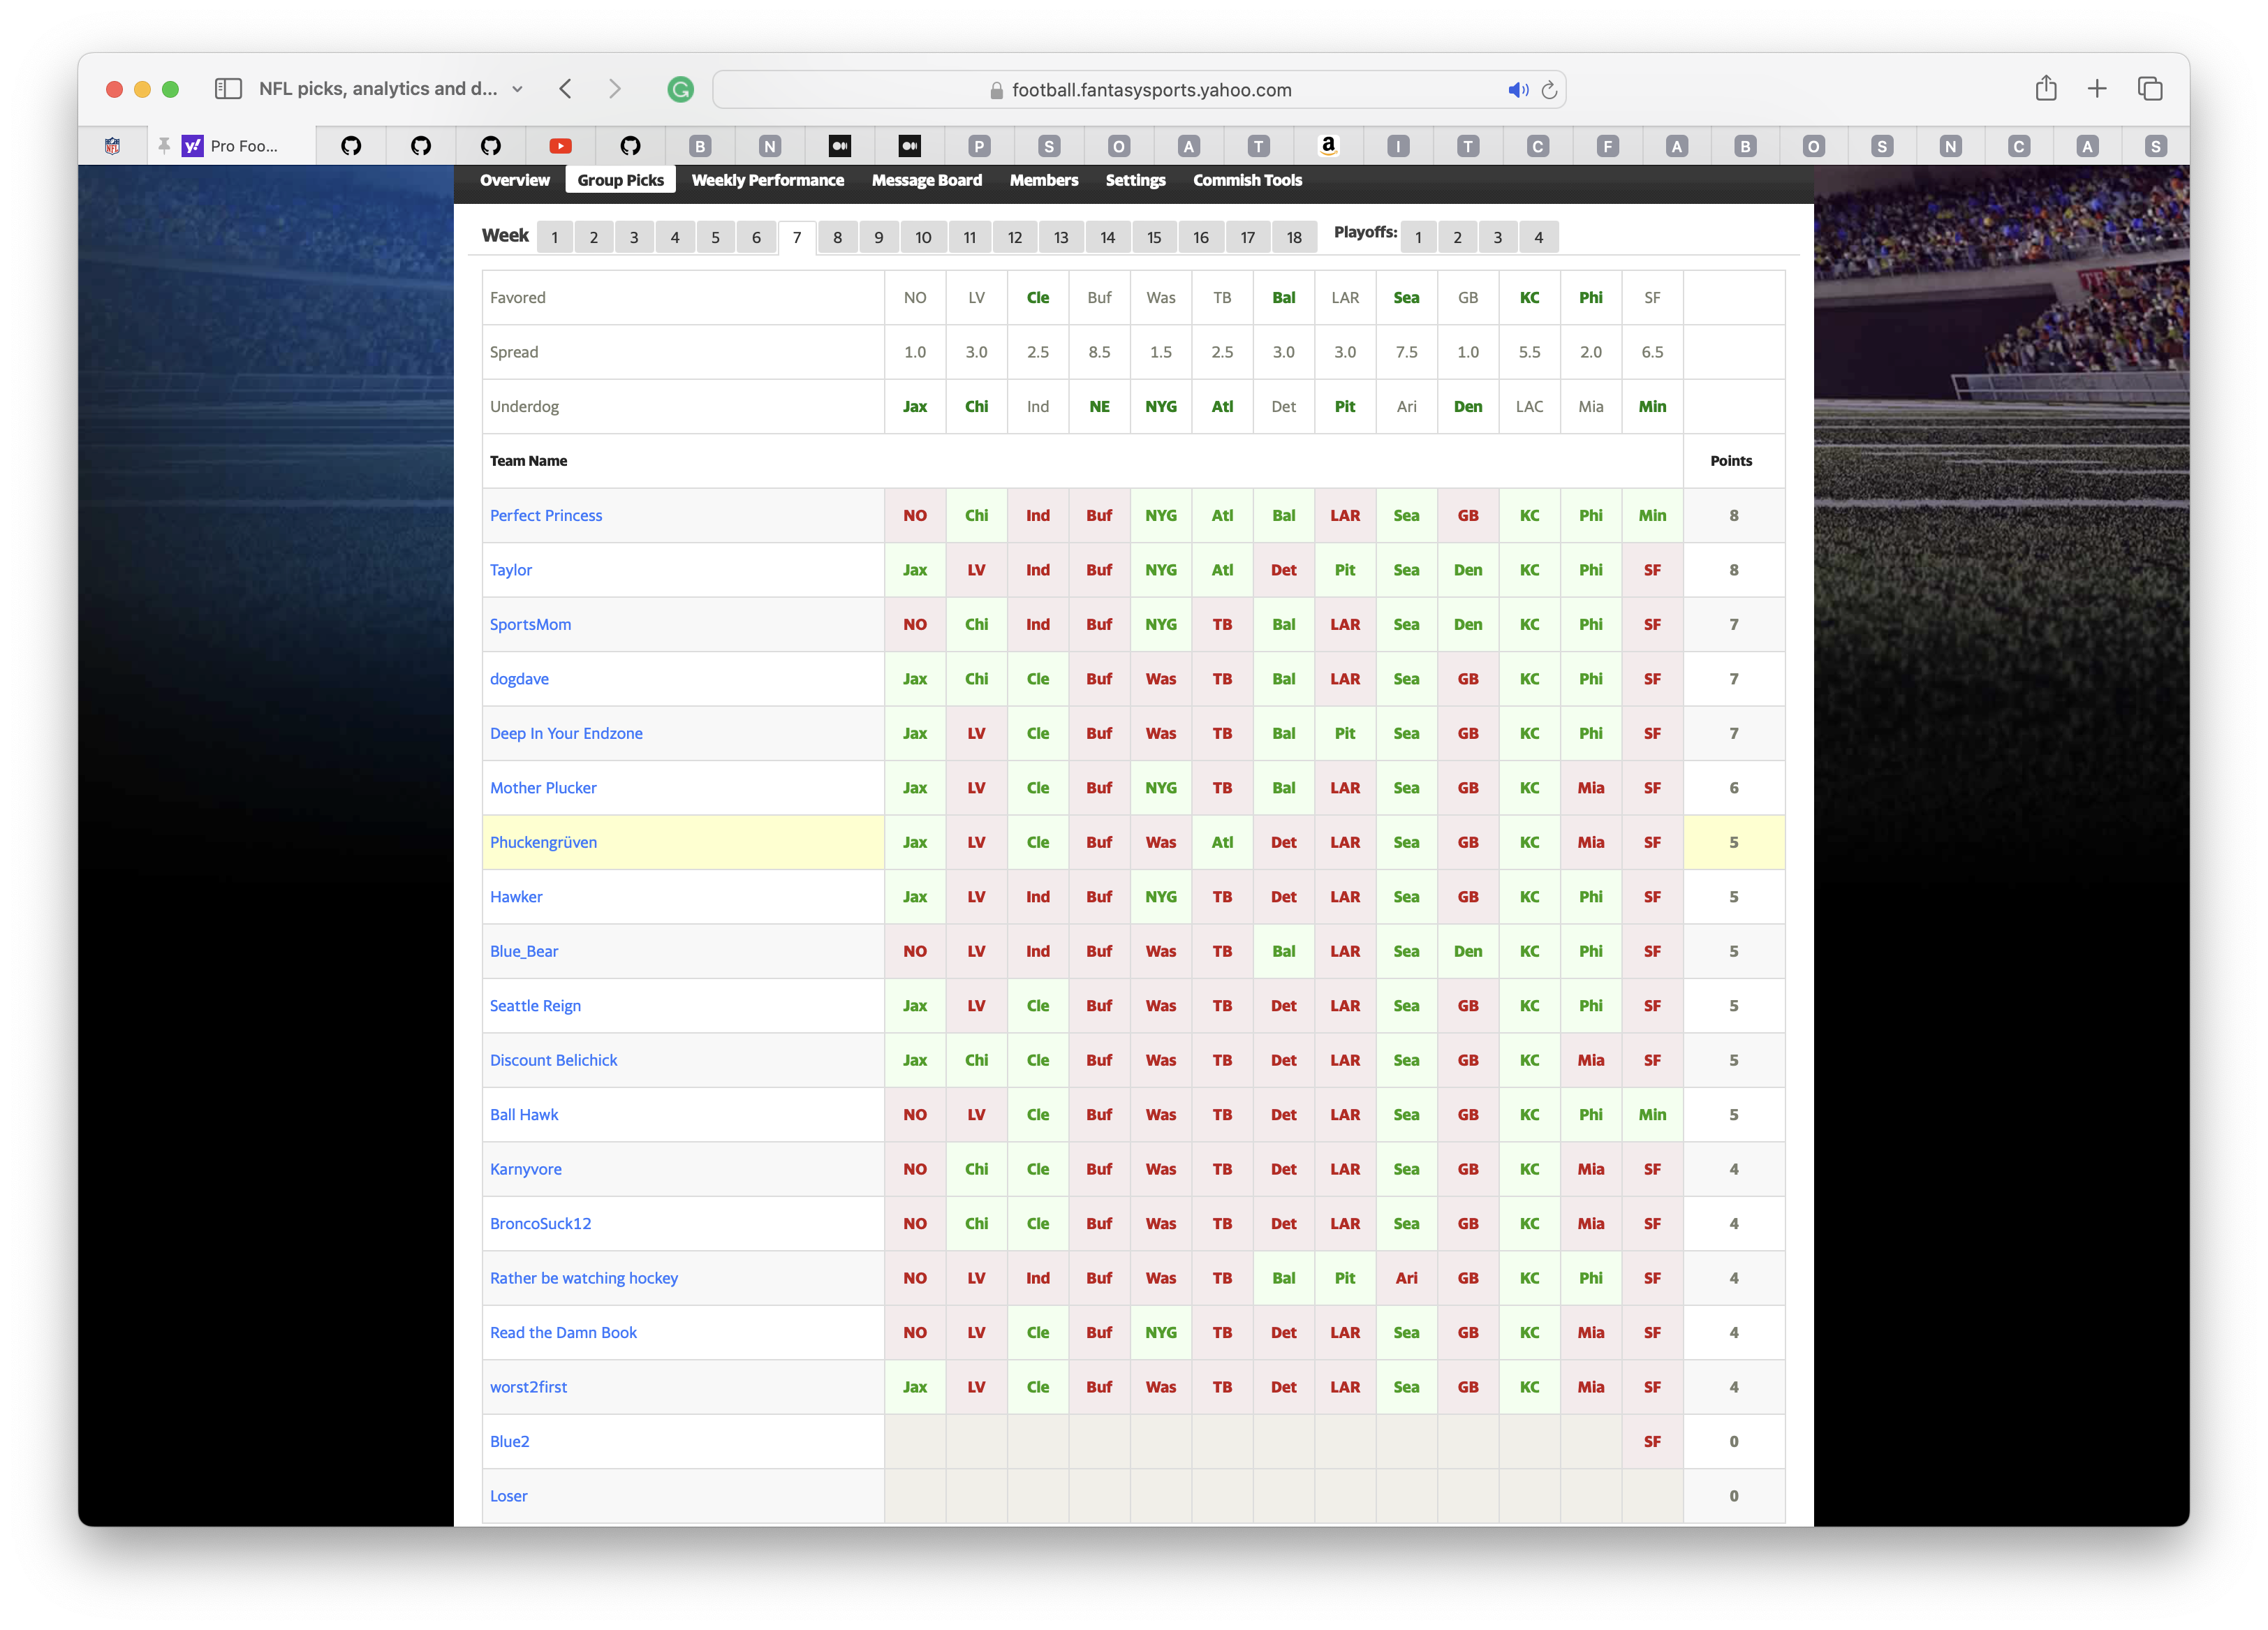 NFL picks, analytics and d...
football.fantasysports.yahoo.com
NFL y! Pro Foo... B N P S O A T a I T C F A B O S N C A S
Overview Group Picks Weekly Performance Message Board Members Settings Commish Tools
Week 1 2 3 4 5 6 7 8 9 10 11 12 13 14 15 16 17 18 Playoffs: 1 2 3 4
Favored NO LV Cle Buf Was TB Bal LAR Sea GB KC Phi SF
Spread 1.0 3.0 2.5 8.5 1.5 2.5 3.0 3.0 7.5 1.0 5.5 2.0 6.5
Underdog Jax Chi Ind NE NYG Atl Det Pit Ari Den LAC Mia Min
Team Name Points
Perfect Princess NO Chi Ind Buf NYG Atl Bal LAR Sea GB KC Phi Min 8
Taylor Jax LV Ind Buf NYG Atl Det Pit Sea Den KC Phi SF 8
SportsMom NO Chi Ind Buf NYG TB Bal LAR Sea Den KC Phi SF 7
dogdave Jax Chi Cle Buf Was TB Bal LAR Sea GB KC Phi SF 7
Deep In Your Endzone Jax LV Cle Buf Was TB Bal Pit Sea GB KC Phi SF 7
Mother Plucker Jax LV Cle Buf NYG TB Bal LAR Sea GB KC Mia SF 6
Phuckengrüven Jax LV Cle Buf Was Atl Det LAR Sea GB KC Mia SF 5
Hawker Jax LV Ind Buf NYG TB Det LAR Sea GB KC Phi SF 5
Blue_Bear NO LV Ind Buf Was TB Bal LAR Sea Den KC Phi SF 5
Seattle Reign Jax LV Cle Buf Was TB Det LAR Sea GB KC Phi SF 5
Discount Belichick Jax Chi Cle Buf Was TB Det LAR Sea GB KC Mia SF 5
Ball Hawk NO LV Cle Buf Was TB Det LAR Sea GB KC Phi Min 5
Karnyvore NO Chi Cle Buf Was TB Det LAR Sea GB KC Mia SF 4
BroncoSuck12 NO Chi Cle Buf Was TB Det LAR Sea GB KC Mia SF 4
Rather be watching hockey NO LV Ind Buf Was TB Bal Pit Ari GB KC Phi SF 4
Read the Damn Book NO LV Cle Buf NYG TB Det LAR Sea GB KC Mia SF 4
worst2first Jax LV Cle Buf Was TB Det LAR Sea GB KC Mia SF 4
Blue2 SF 0
Loser 0